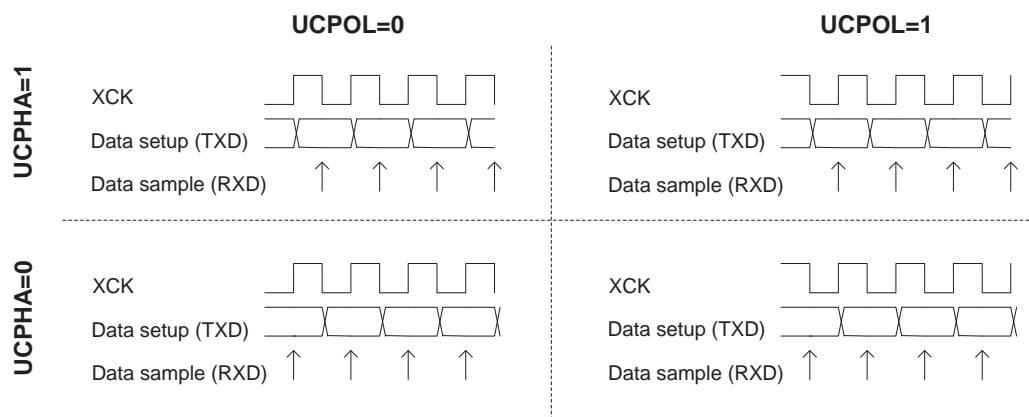 UCPOL=0
UCPOL=1
UCPHA=1
XCK
Data setup (TXD)
Data sample (RXD)
XCK
Data setup (TXD)
Data sample (RXD)
UCPHA=0
XCK
Data setup (TXD)
Data sample (RXD)
XCK
Data setup (TXD)
Data sample (RXD)